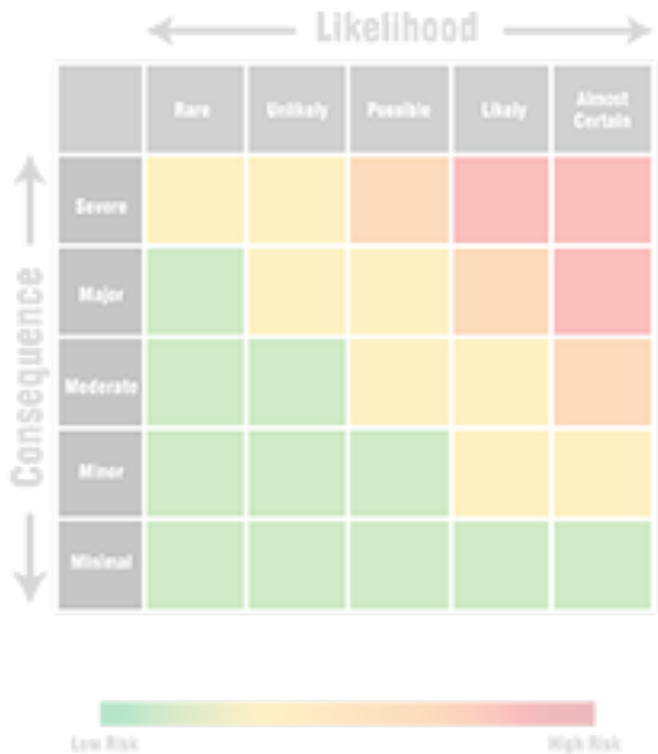 Likelihood
Rare
Unlikely
Possible
Likely
Almost
Certain
Consequence
Severe
Major
Moderate
Minor
Minimal
Low Risk
High Risk